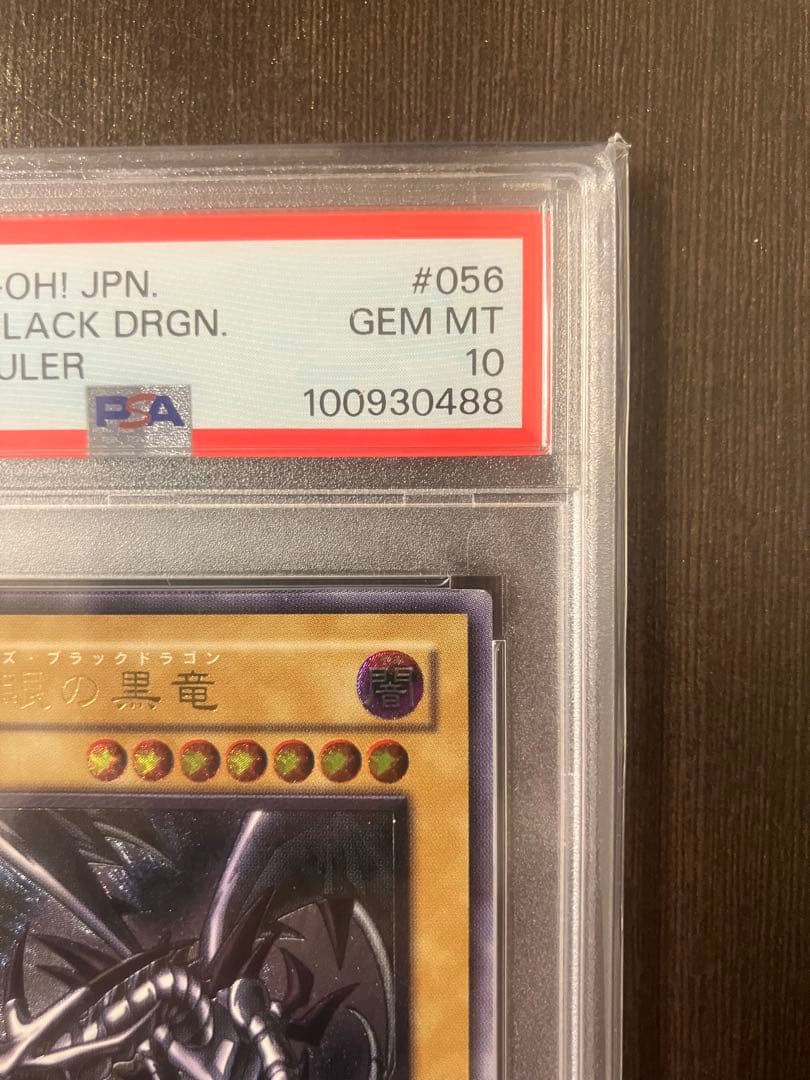 -OH! JPN. #056
LACK DRGN. GEM MT
ULER 10
PSA 100930488
ズ・ブラックドラゴン
眼の黒竜
闇